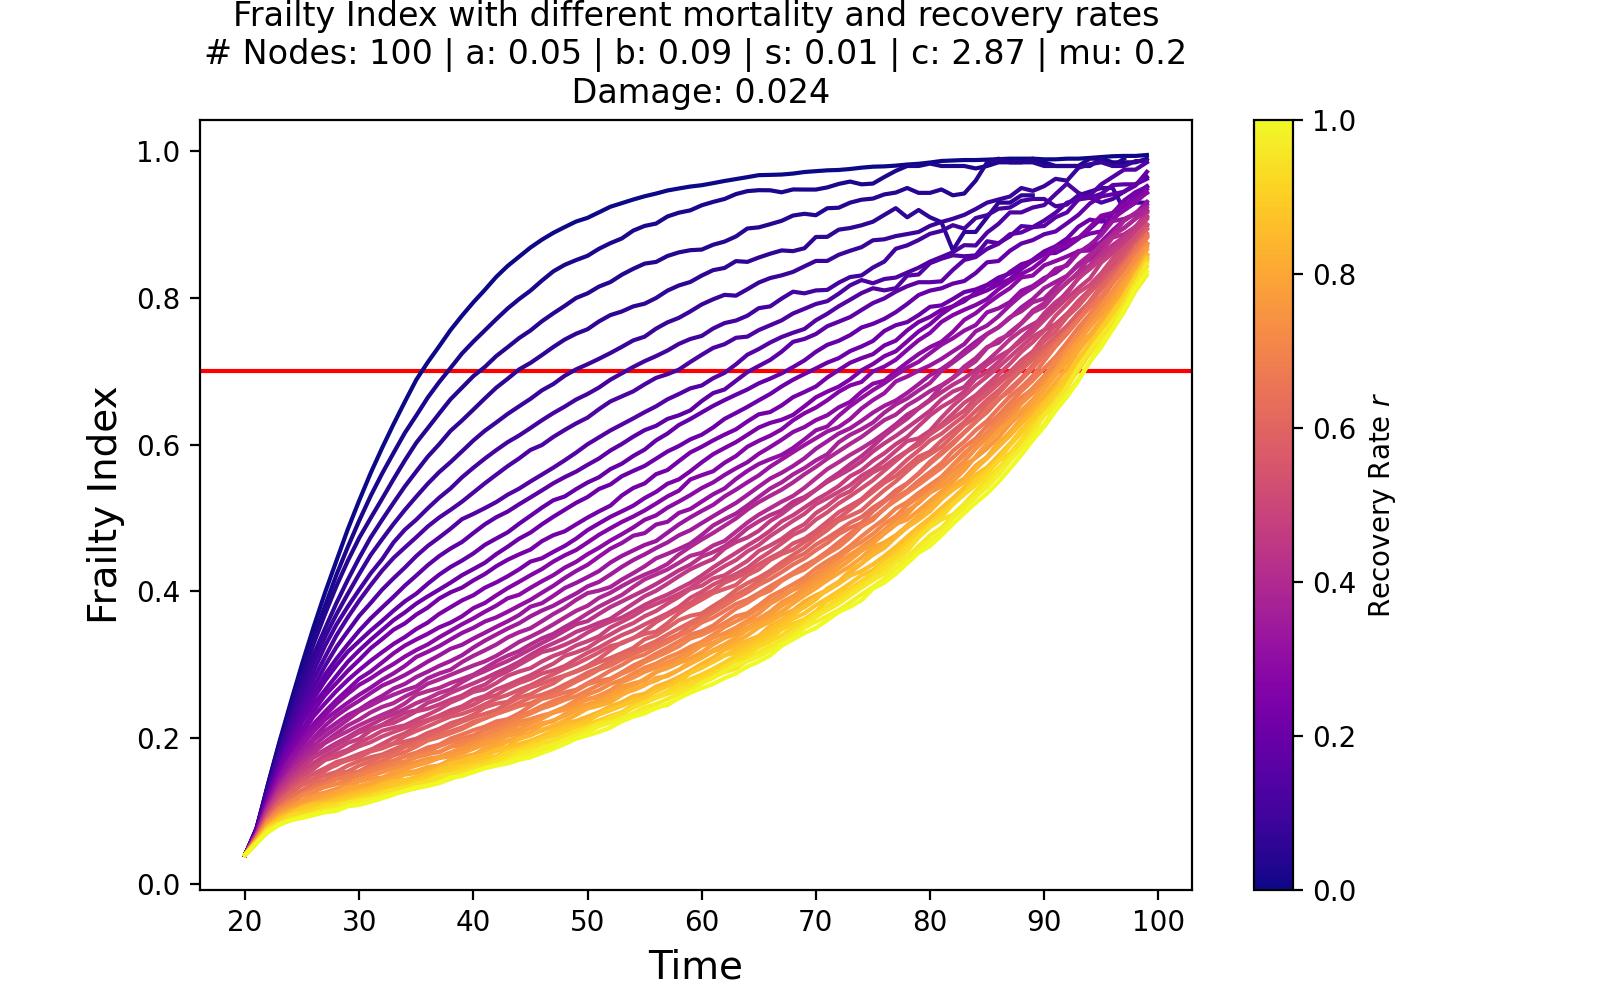 Frailty Index with different mortality and recovery rates
# Nodes: 100 | a: 0.05 | b: 0.09 | s: 0.01 | c: 2.87 | mu: 0.2
Damage: 0.024
1.0
0.8
0.6
0.4
0.2
0.0
Frailty Index
20 30 40 50 60 70 80 90 100
Time
1.0
0.8
0.6
0.4
0.2
0.0
Recovery Rate r